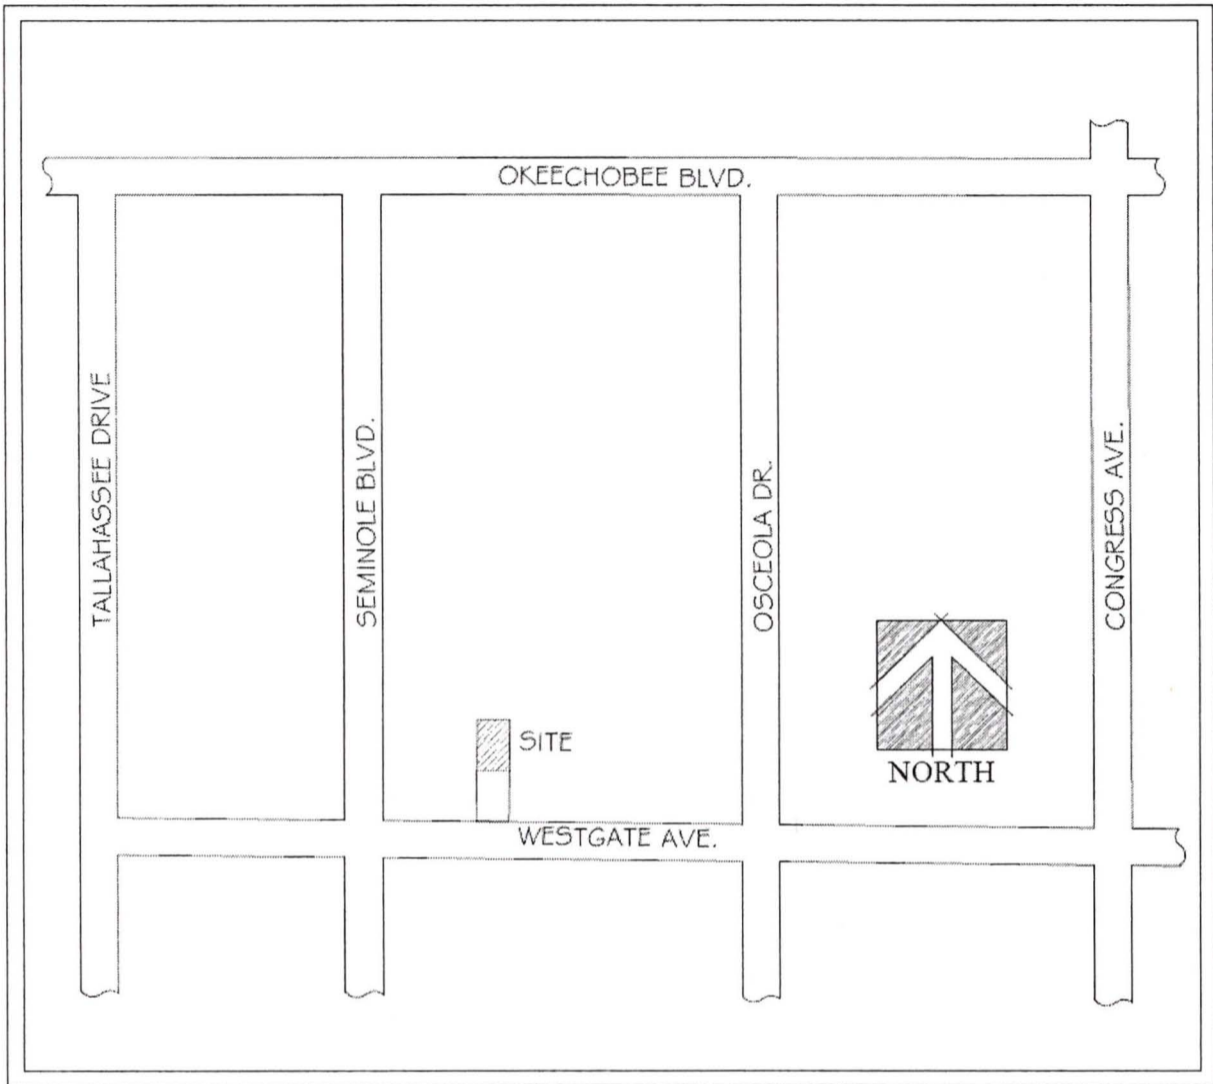 OKEECHOBEE BLVD.
TALLAHASSEE DRIVE
SEMINOLE BLVD.
OSCEOLA DR.
CONGRESS AVE.
SITE
NORTH
WESTGATE AVE.